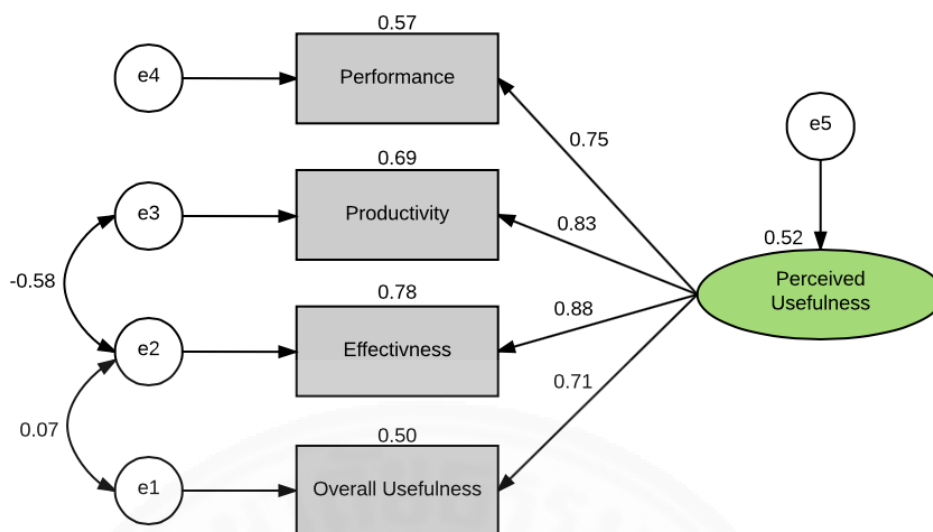 0.57
e4
Performance
0.75
e5
0.69
e3
Productivity
0.83
0.52
Perceived
Usefulness
-0.58
0.78
e2
Effectivness
0.88
0.71
0.07
0.50
e1
Overall Usefulness